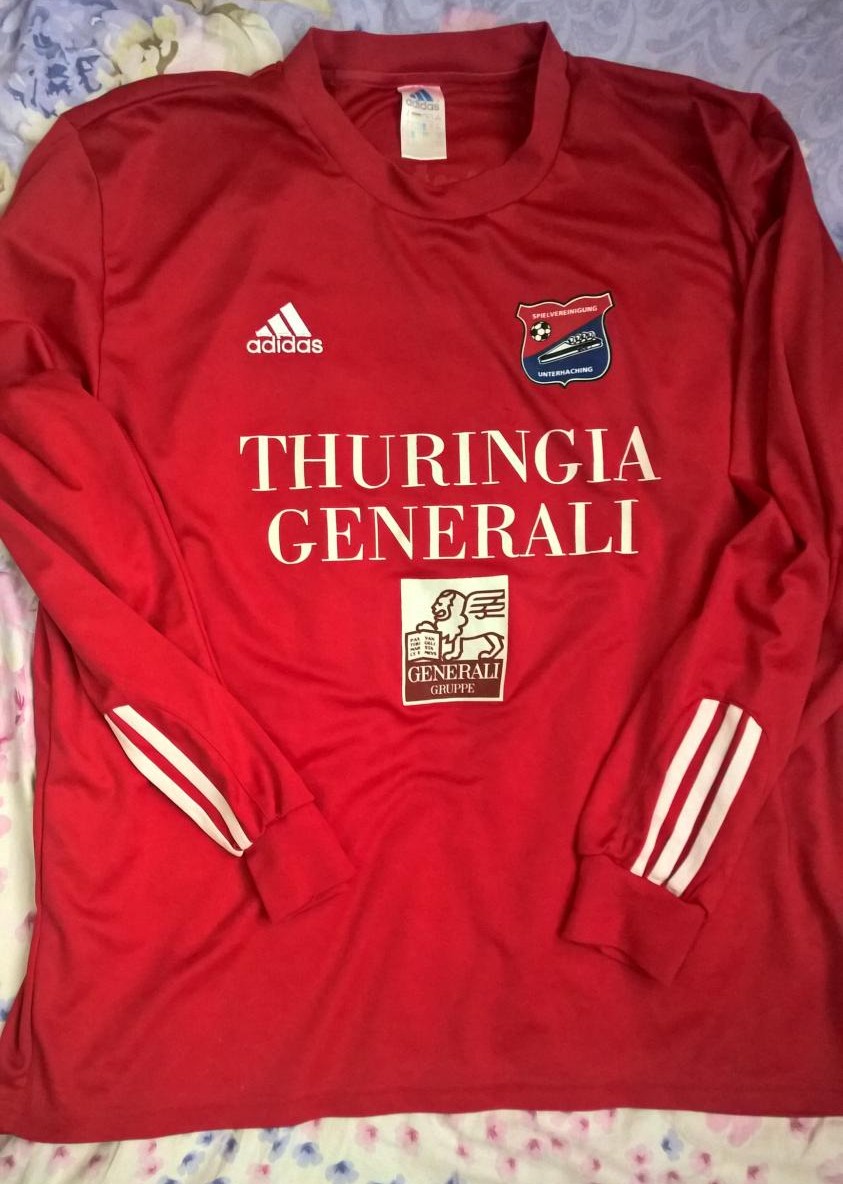 adidas
adidas
SPIELVEREINIGUNG
UNTERHACHING
THURINGIA
GENERALI
GENERALI
GRUPPE